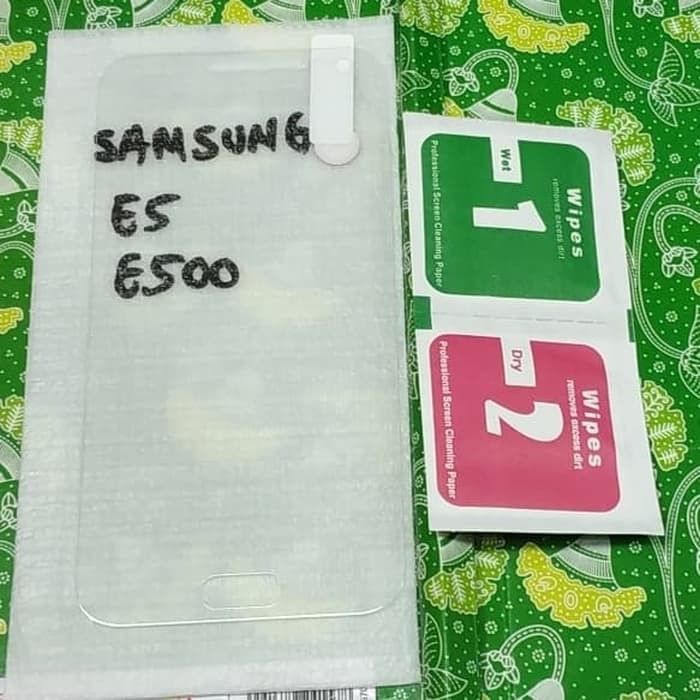 SAMSUNG
E5
E500
Wet
1
Wipes
removes excess dirt
Professional Screen Cleaning Paper
Dry
2
Wipes
removes excess dirt
Professional Screen Cleaning Paper